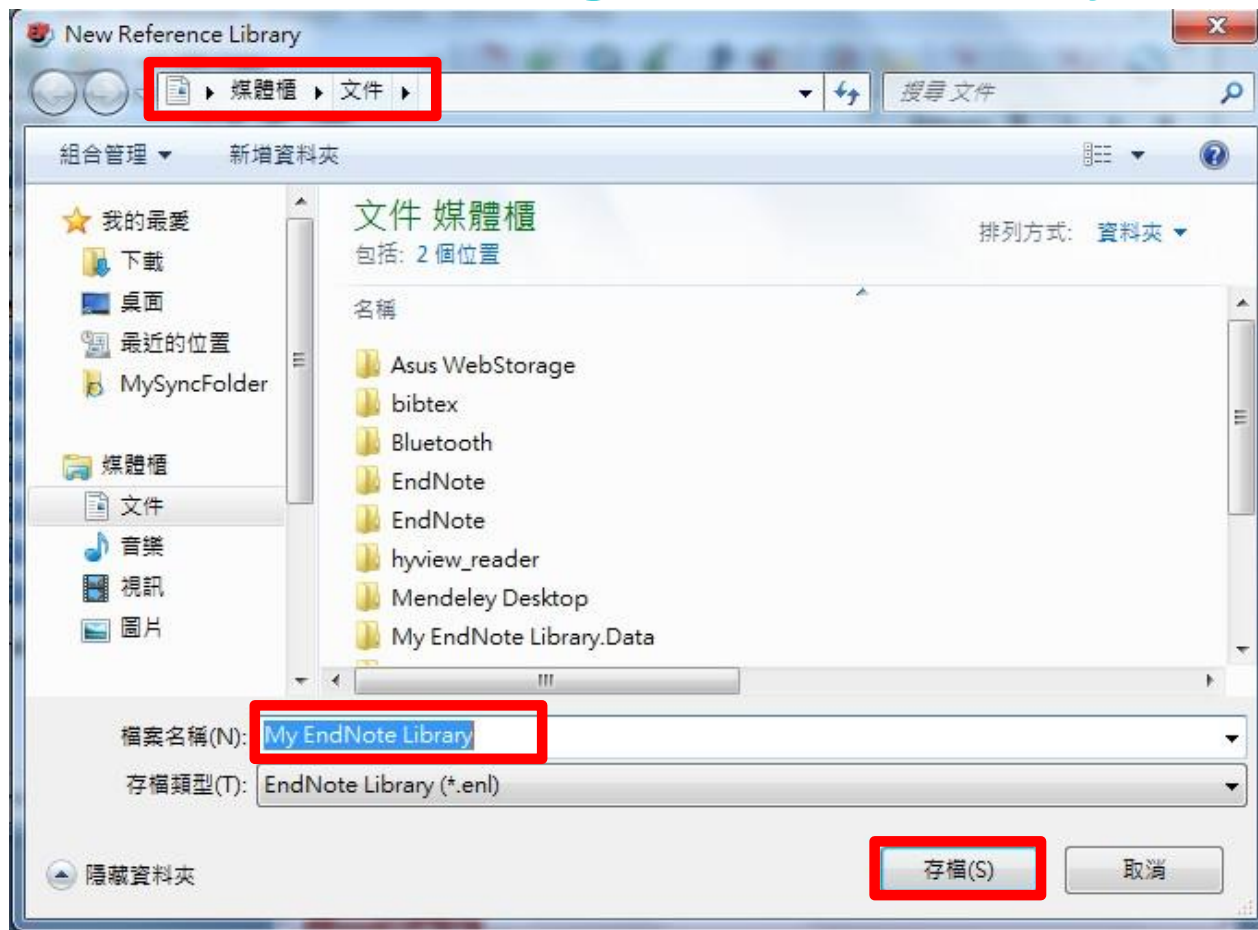 New Reference Library
媒體櫃 文件
搜尋 文件
組合管理 新增資料夾
我的最愛
下載
桌面
最近的位置
MySyncFolder
媒體櫃
文件
音樂
視訊
圖片
文件 媒體櫃
包括: 2 個位置
排列方式: 資料夾
名稱
Asus WebStorage
bibtex
Bluetooth
EndNote
EndNote
hyview_reader
Mendeley Desktop
My EndNote Library.Data
檔案名稱(N): My EndNote Library
存檔類型(T): EndNote Library (*.enl)
隱藏資料夾
存檔(S) 取消